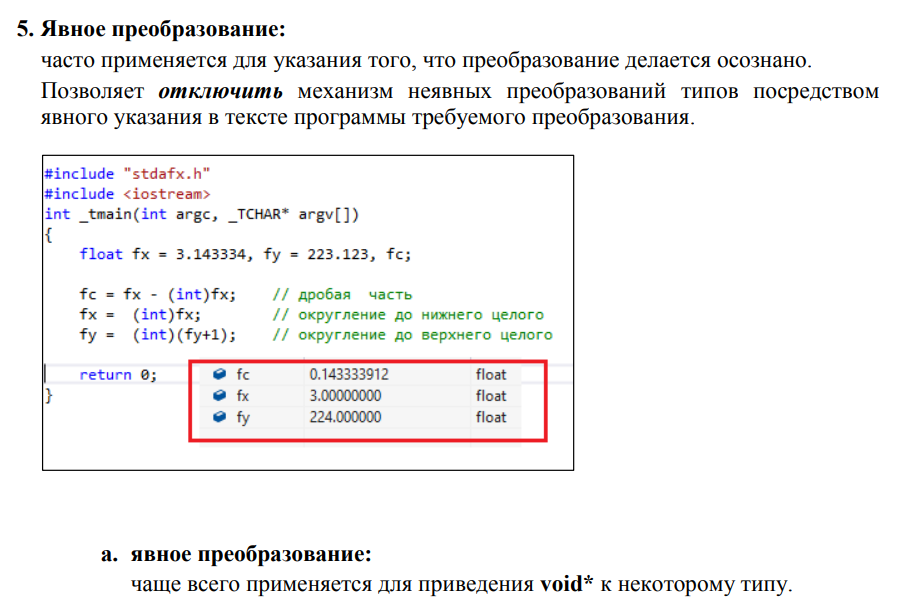 5. Явное преобразование:
часто применяется для указания того, что преобразование делается осознано.
Позволяет отключить механизм неявных преобразований типов посредством
явного указания в тексте программы требуемого преобразования.
#include "stdafx.h"
#include <iostream>
int _tmain(int argc, _TCHAR* argv[])
{
float fx = 3.143334, fy = 223.123, fc;
fc = fx - (int)fx; // дробая часть
fx = (int)fx; // округление до нижнего целого
fy = (int)(fy+1); // округление до верхнего целого
return 0; fc 0.143333912 float
} fx 3.00000000 float
fy 224.000000 float
a. явное преобразование:
чаще всего применяется для приведения void* к некоторому типу.